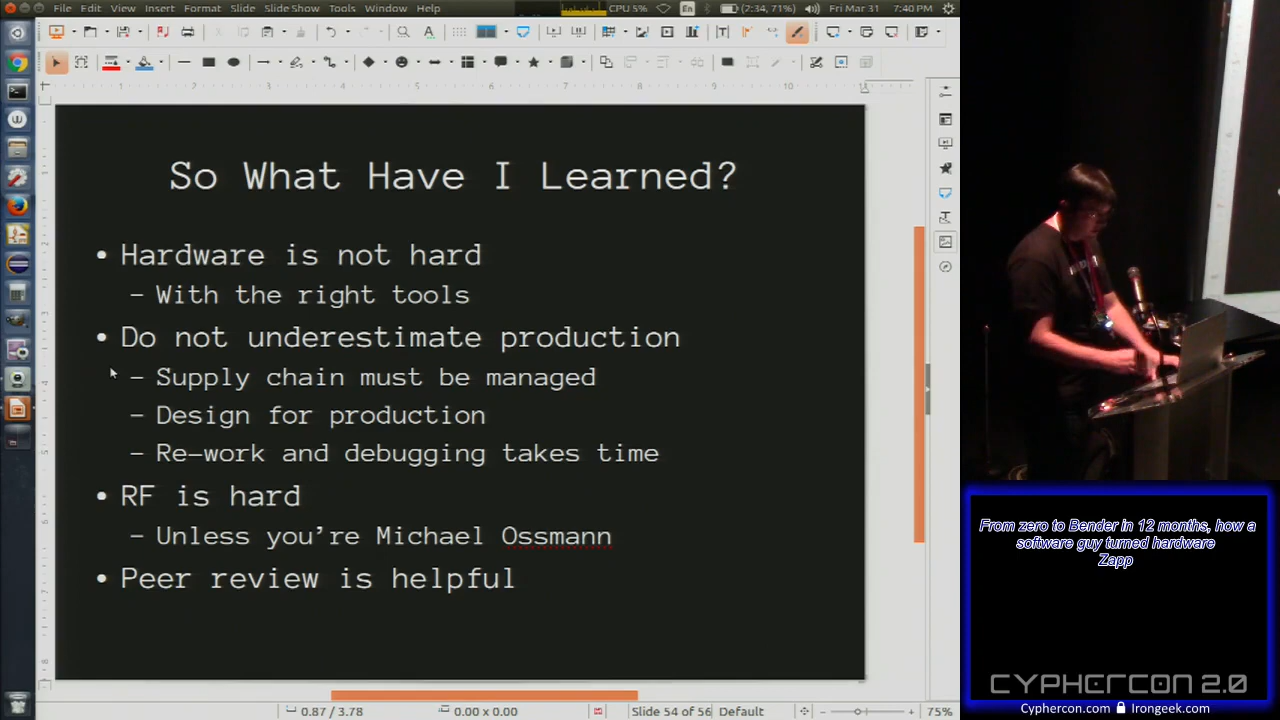 File Edit View Insert Format Slide Slide Show Tools Window Help
CPU 5% En (2:34, 71%) Fri Mar 31 7:40 PM
So What Have I Learned?
• Hardware is not hard
– With the right tools
• Do not underestimate production
– Supply chain must be managed
– Design for production
– Re-work and debugging takes time
• RF is hard
– Unless you're Michael Ossmann
• Peer review is helpful
0.87 / 3.78 0.00 x 0.00 Slide 54 of 56 Default 75%
From zero to Bender in 12 months, how a
software guy turned hardware
Zapp
CYPHERCON 2.0
Cyphercon.com Irongeek.com